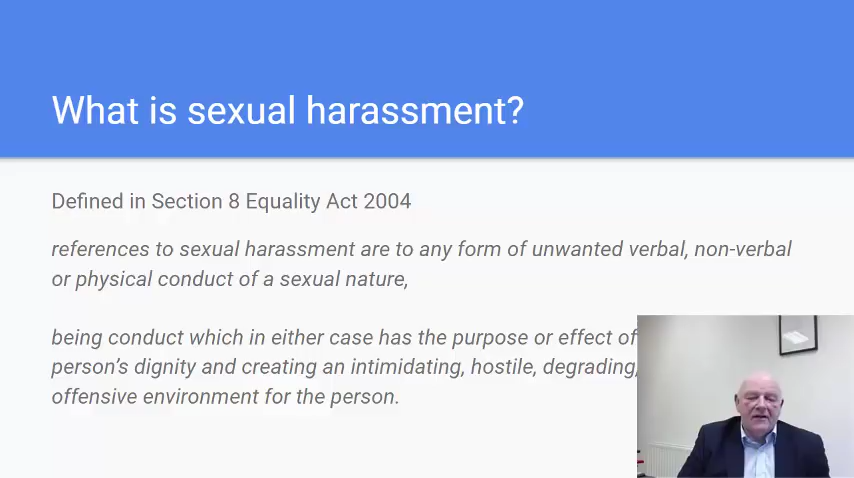 What is sexual harassment?
Defined in Section 8 Equality Act 2004
references to sexual harassment are to any form of unwanted verbal, non-verbal
or physical conduct of a sexual nature,
being conduct which in either case has the purpose or effect of
person’s dignity and creating an intimidating, hostile, degrading,
offensive environment for the person.